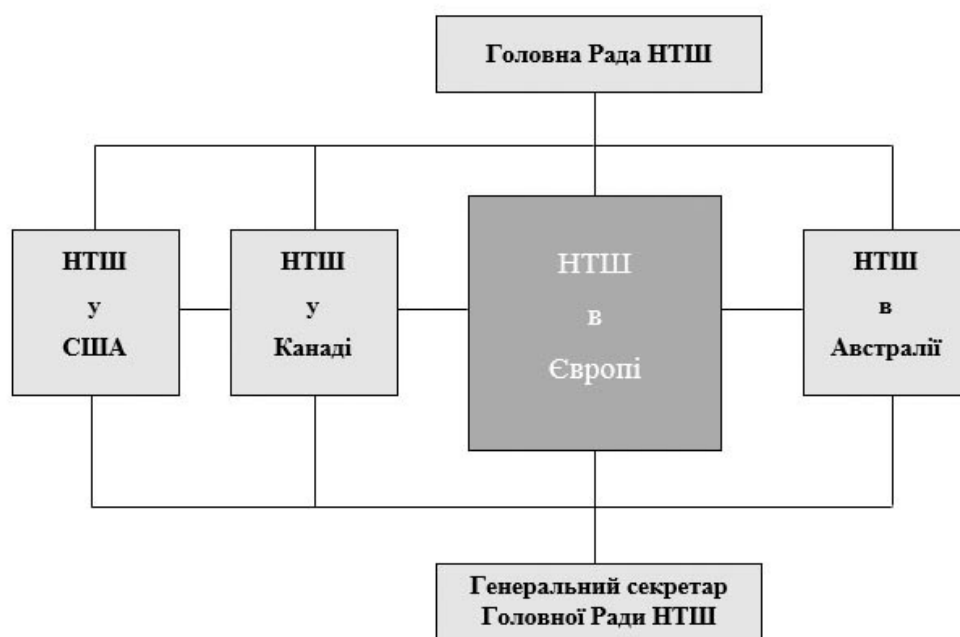 Головна Рада НТШ
НТШ
у
США
НТШ
у
Канаді
НТШ
в
Європі
НТШ
в
Австралії
Генеральний секретар
Головної Ради НТШ